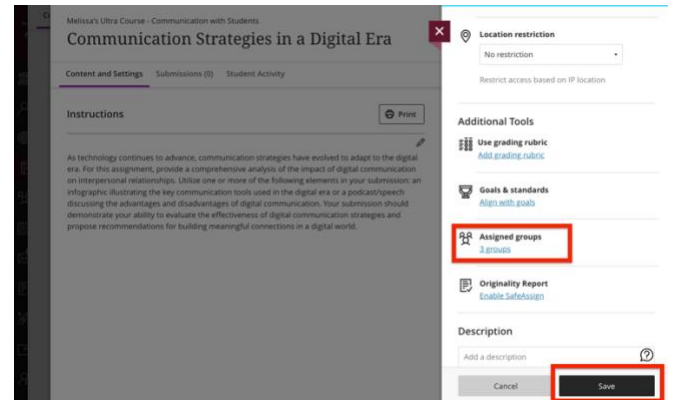 Melissa's Ultra Course - Communication with Students
Communication Strategies in a Digital Era
Content and Settings Submissions (0) Student Activity
Instructions
Print
As technology continues to advance, communication strategies have evolved to adapt to the digital
era. For this assignment, provide a comprehensive analysis of the impact of digital communication
on interpersonal relationships. Utilize one or more of the following elements in your submission: an
infographic illustrating the key communication tools used in the digital era or a podcast/speech
discussing the advantages and disadvantages of digital communication. Your submission should
demonstrate your ability to evaluate the effectiveness of digital communication strategies and
propose recommendations for building meaningful connections in a digital world.
Location restriction
No restriction
Restrict access based on IP location
Additional Tools
Use grading rubric
Add grading rubric
Goals & standards
Align with goals
Assigned groups
3 groups
Originality Report
Enable SafeAssign
Description
Add a description
Cancel
Save